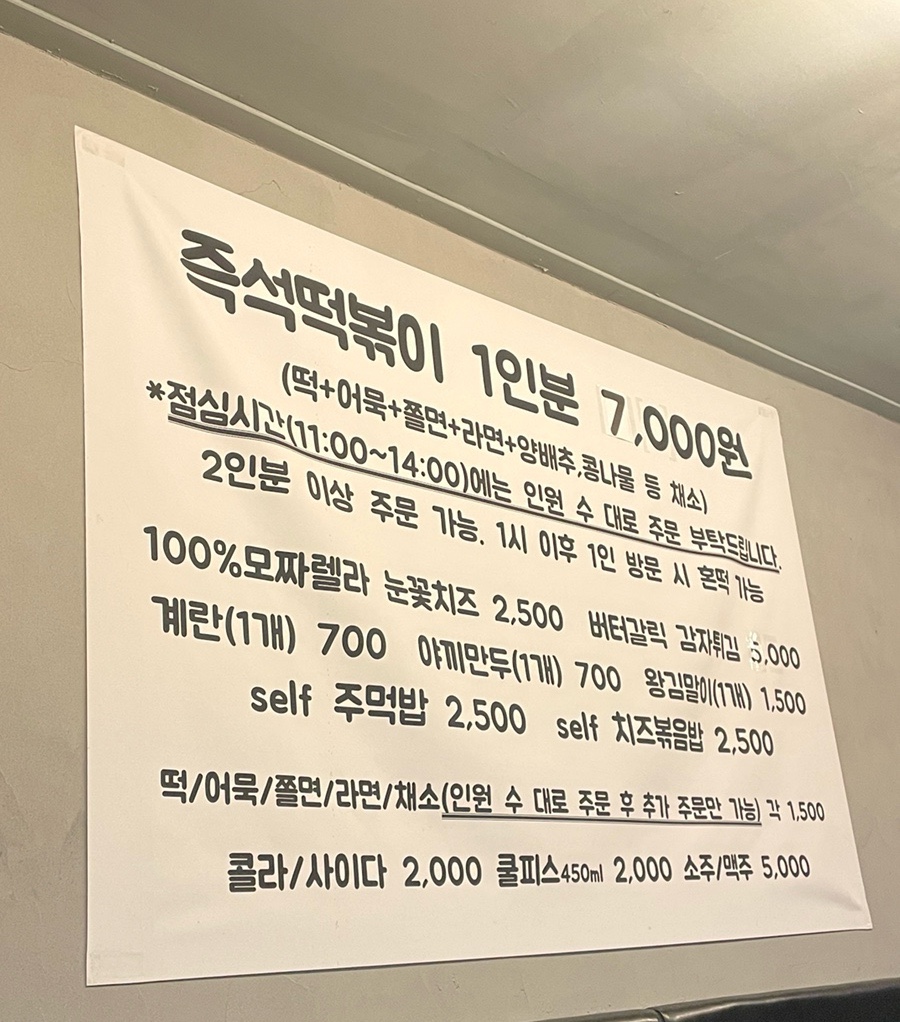 즉석떡볶이 1인분 7,000원
(떡+어묵+쫄면+라면+양배추,콩나물 등 채소)
*점심시간(11:00~14:00)에는 인원 수 대로 주문 부탁드립니다.
2인분 이상 주문 가능. 1시 이후 1인 방문 시 혼떡 가능
100%모짜렐라 눈꽃치즈 2,500 버터갈릭 감자튀김 5,000
계란(1개) 700 야끼만두(1개) 700 왕김말이(1개) 1,500
self 주먹밥 2,500 self 치즈볶음밥 2,500
떡/어묵/쫄면/라면/채소(인원 수 대로 주문 후 추가 주문만 가능) 각 1,500
콜라/사이다 2,000 쿨피스450ml 2,000 소주/맥주 5,000